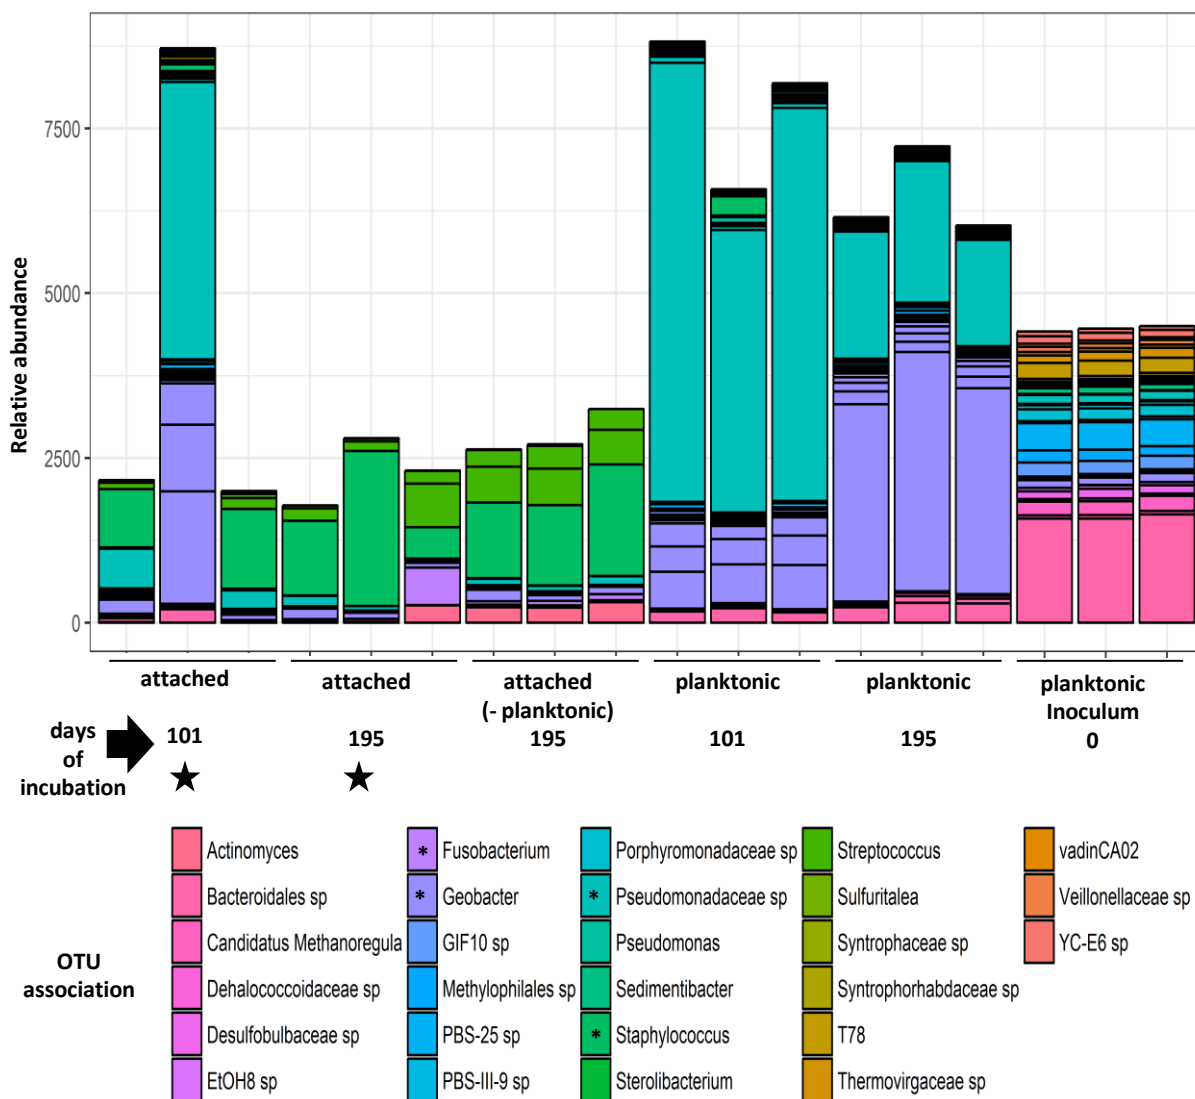 Relative abundance
7500
5000
2500
0
attached
attached
attached
(- planktonic)
planktonic
planktonic
planktonic
Inoculum
days
of
incubation
101
195
195
101
195
0
★
★
OTU
association
Actinomyces
Bacteroidales sp
Candidatus Methanoregula
Dehalococcoidaceae sp
Desulfobulbaceae sp
EtOH8 sp
* Fusobacterium
* Geobacter
GIF10 sp
Methylophilales sp
PBS-25 sp
PBS-III-9 sp
Porphyromonadaceae sp
* Pseudomonadaceae sp
Pseudomonas
Sedimentibacter
* Staphylococcus
Sterolibacterium
Streptococcus
Sulfuritalea
Syntrophaceae sp
Syntrophorhabdaceae sp
T78
Thermovirgaceae sp
vadinCA02
Veillonellaceae sp
YC-E6 sp